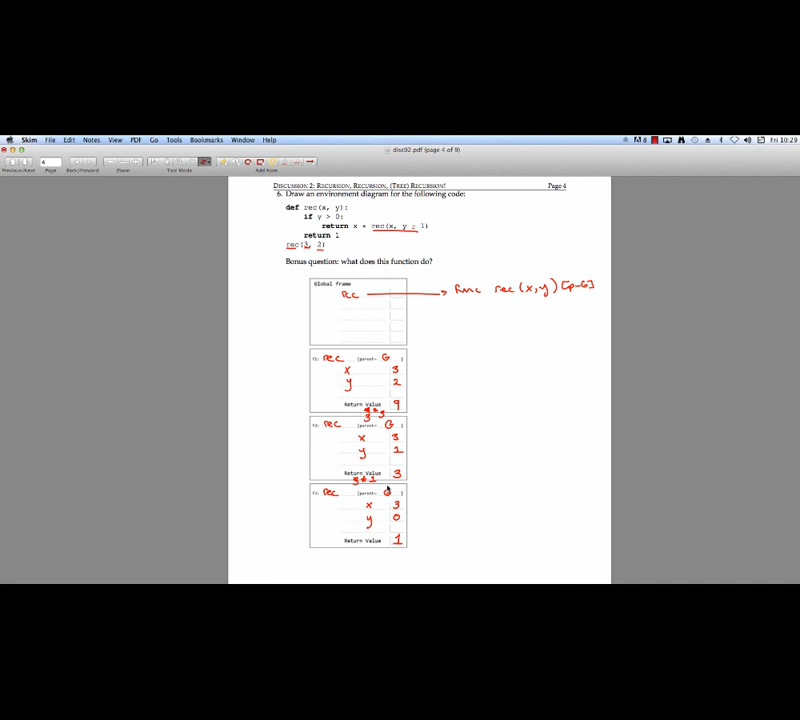 Skim File Edit Notes View PDF Go Tools Bookmarks Window Help
8 Fri 10:29
disc02.pdf (page 4 of 9)
4
Previous/Next Page Back/Forward Zoom Tool Mode Add Note
DISCUSSION 2: RECURSION, RECURSION, (TREE) RECURSION! Page 4
6. Draw an environment diagram for the following code:
def rec(x, y):
if y > 0:
return x * rec(x, y - 1)
return 1
rec(3, 2)
Bonus question: what does this function do?
Global frame
rec func rec(x,y) [p=G]
F1: rec [parent= G ]
x 3
y 2
Return Value 9
3*3
F2: rec [parent= G ]
x 3
y 1
Return Value 3
3*1
F3: rec [parent= G ]
x 3
y 0
Return Value 1